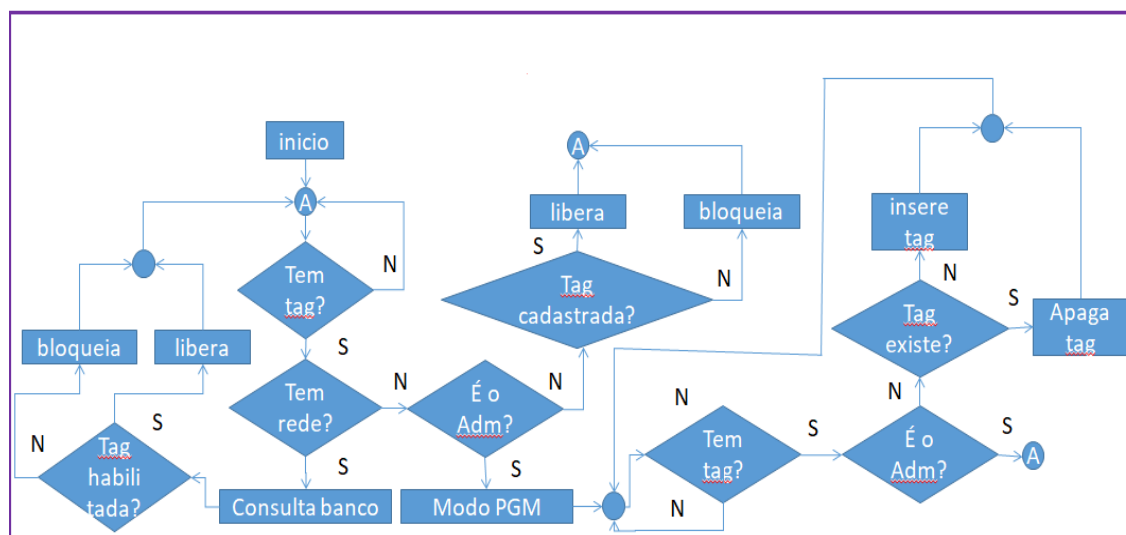 inicio
A
Tem
tag?
N
S
bloqueia
libera
Tem
rede?
N
S
Tag
habili
tada?
N
S
Consulta banco
É o
Adm?
N
S
Modo PGM
A
libera
bloqueia
S
N
Tag
cadastrada?
insere
tag
N
S
Tag
existe?
Apaga
tag
N
Tem
tag?
N
S
N
É o
Adm?
S
A